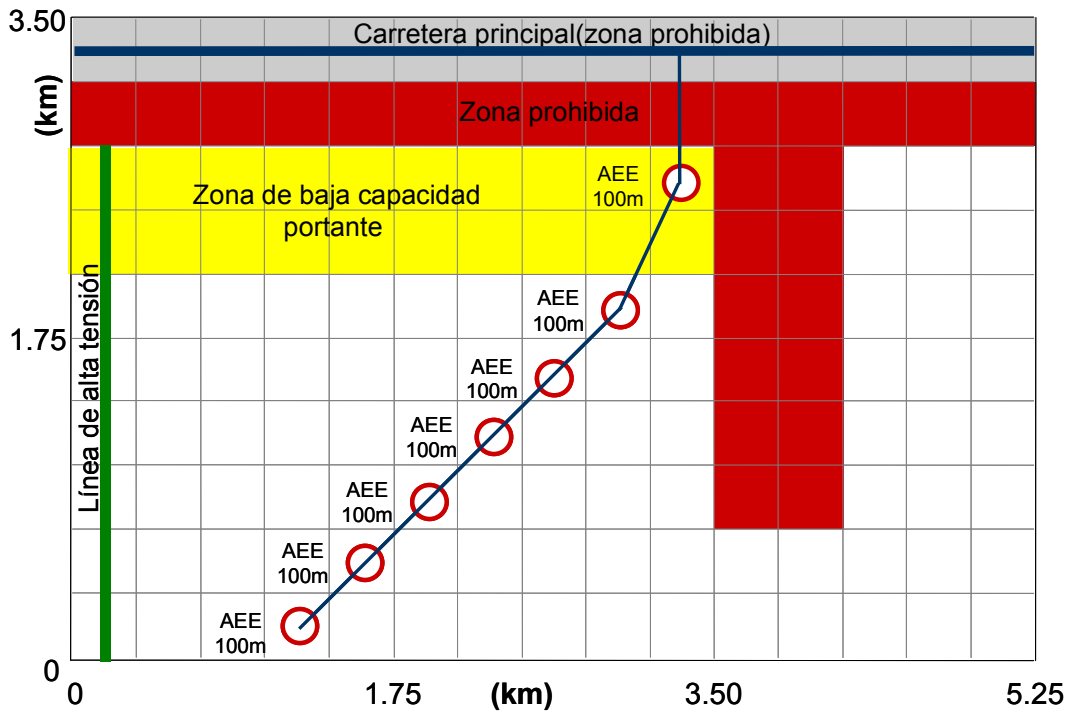 3.50
Carretera principal(zona prohibida)
(km)
Zona prohibida
AEE
100m
Zona de baja capacidad
portante
Línea de alta tensión
AEE
100m
1.75
AEE
100m
AEE
100m
AEE
100m
AEE
100m
AEE
100m
0
0
1.75
(km)
3.50
5.25